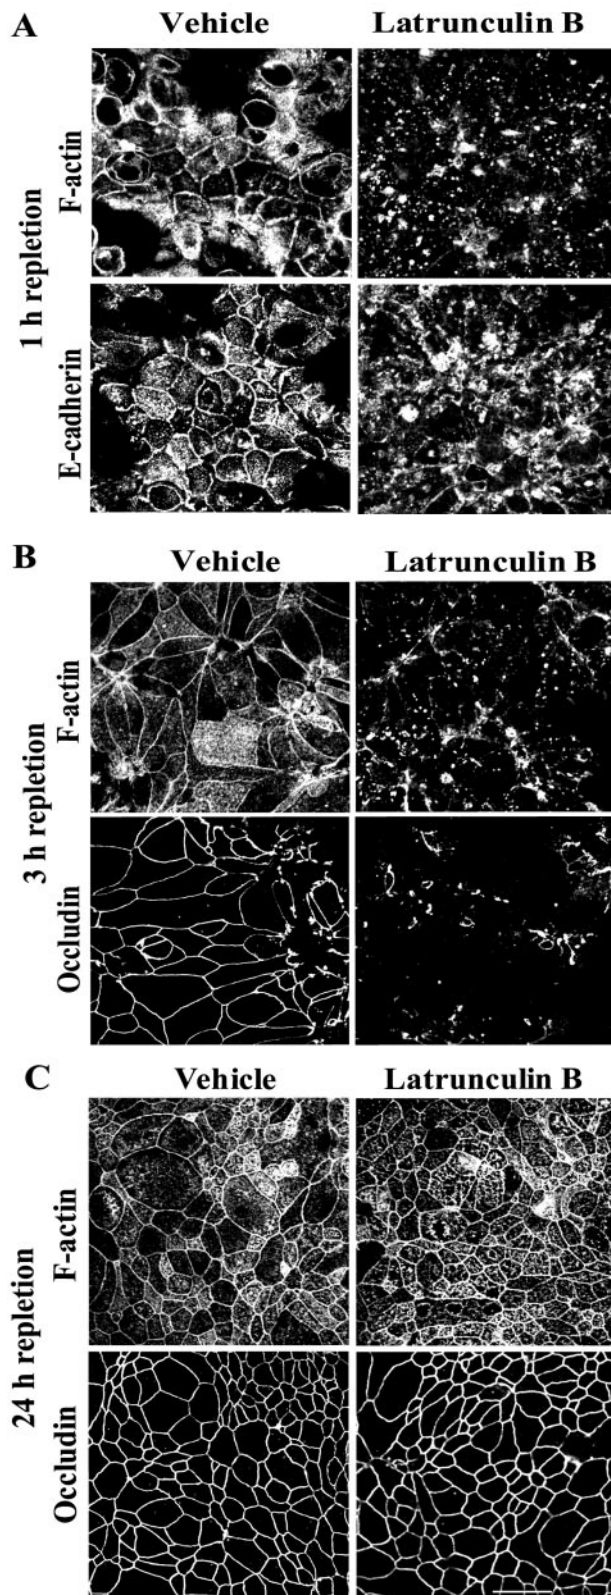 A
Vehicle Latrunculin B
1 h repletion
F-actin
E-cadherin
B
Vehicle Latrunculin B
3 h repletion
F-actin
Occludin
C
Vehicle Latrunculin B
24 h repletion
F-actin
Occludin